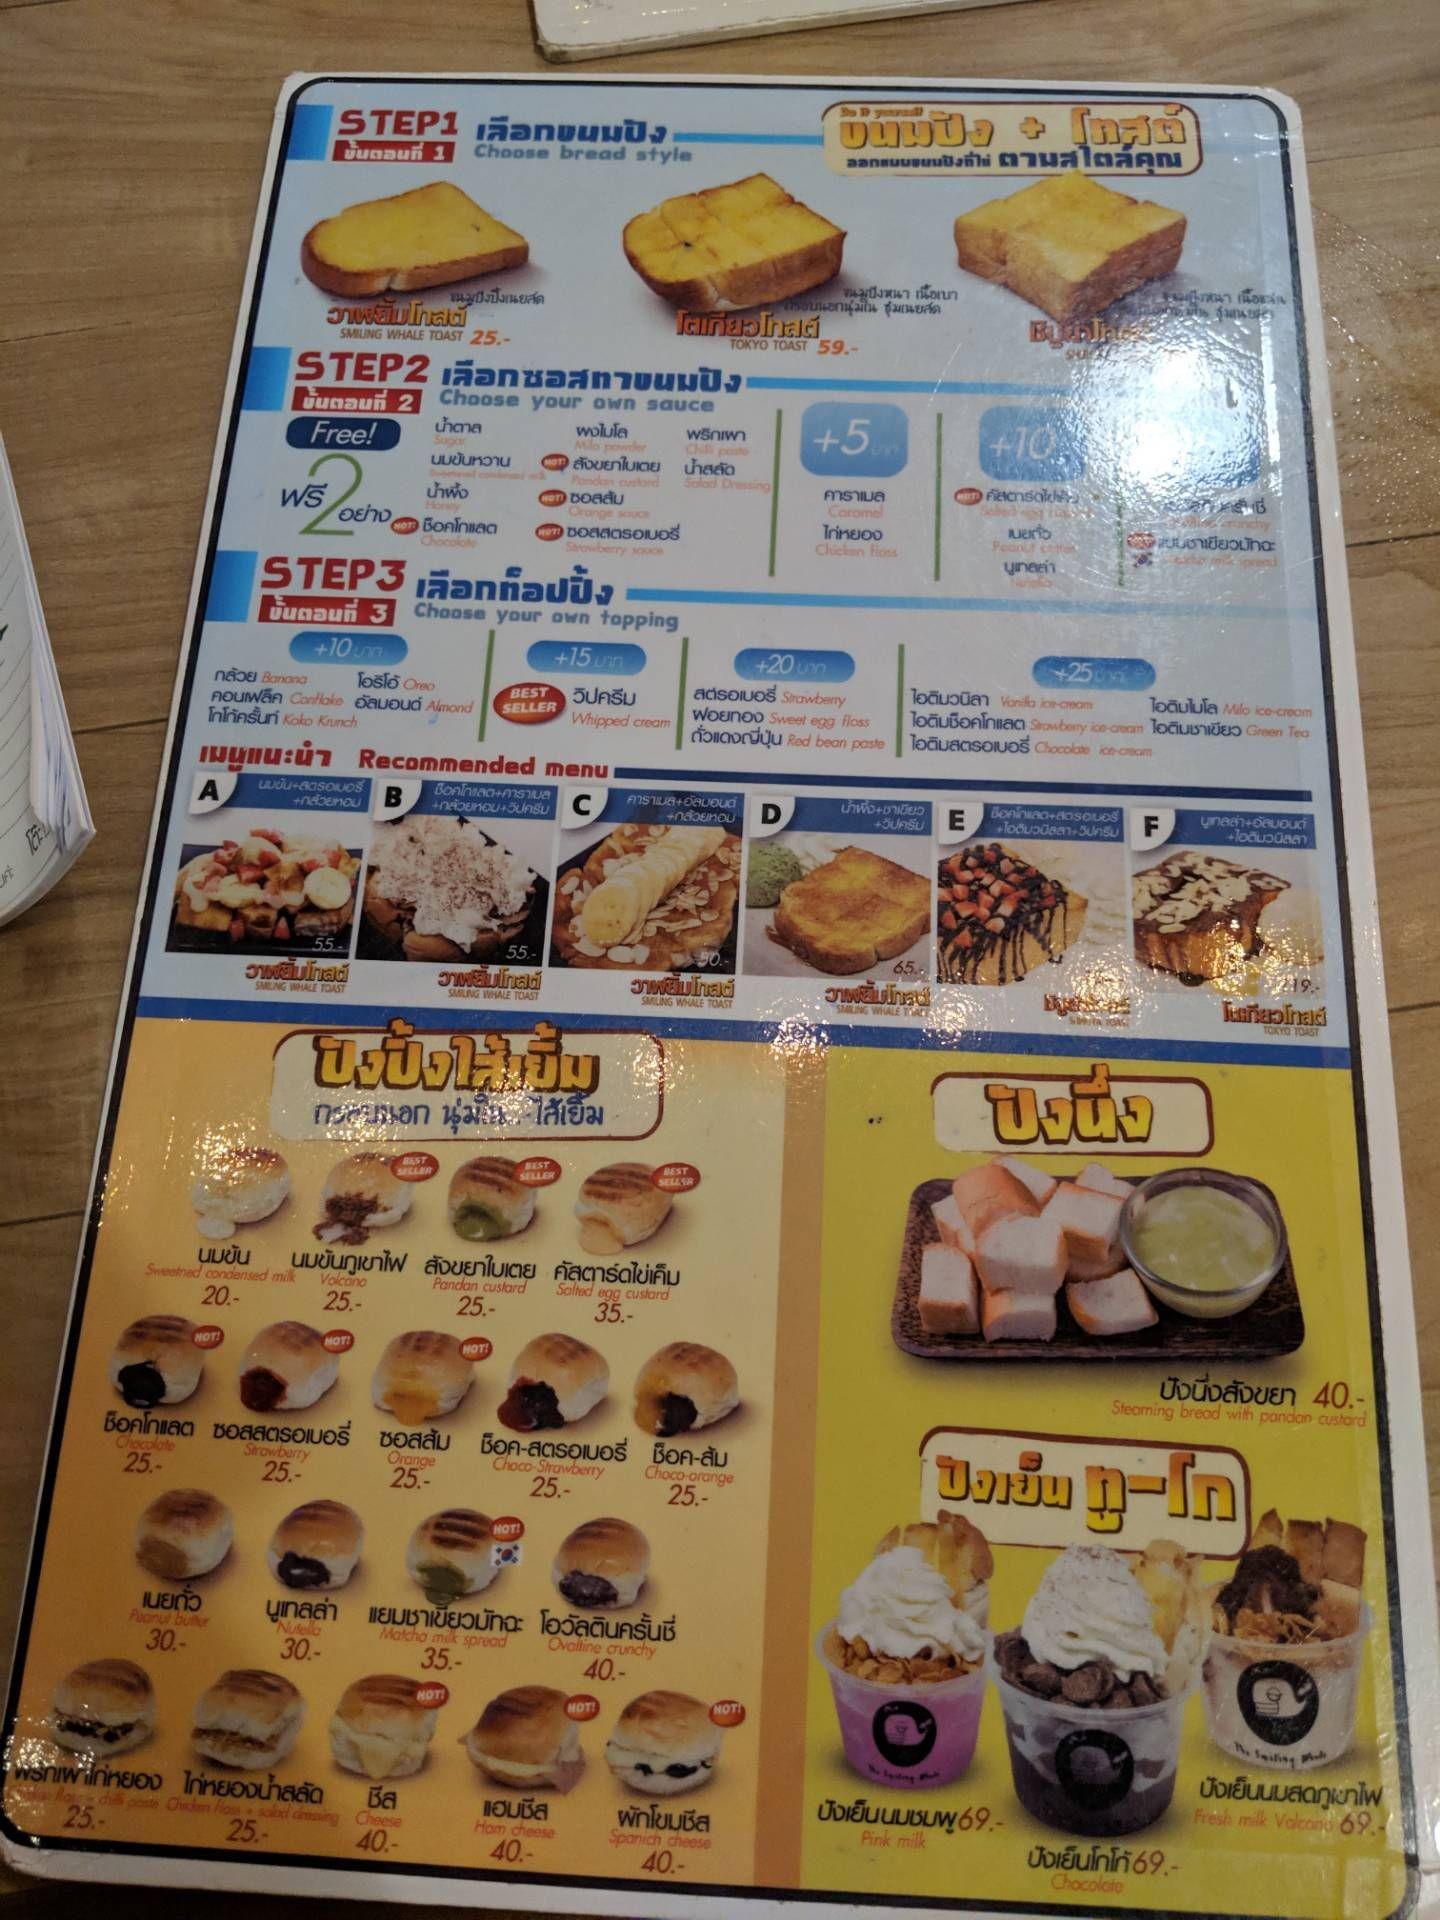 STEP1 เลือกขนมปัง
ขั้นตอนที่ 1 Choose bread style
Do it yourself
ขนมปัง + โทสต์
ออกแบบขนมปังที่ใช่ ตามสไตล์คุณ
ขนมปังปิ้งเนยสด
วาฬยิ้มโทสต์
SMILING WHALE TOAST 25.-
ขนมปังหนา เนื้อเบา
กรอบนอกนุ่มใน ชุ่มเนยสด
โตเกียวโทสต์
TOKYO TOAST 59.-
ขนมปังหนา
ชิบูย่าโทสต์
STEP2 เลือกซอสทาขนมปัง
ขั้นตอนที่ 2 Choose your own sauce
Free!
ฟรี 2 อย่าง
น้ำตาล
Sugar
นมข้นหวาน
Sweetened condensed milk
น้ำผึ้ง
Honey
HOT! ช็อคโกแลต
Chocolate
ผงไมโล
Milo powder
HOT! สังขยาใบเตย
Pandan custard
HOT! ซอสส้ม
Orange sauce
HOT! ซอสสตรอเบอรี่
Strawberry sauce
พริกเผา
Chilli paste
น้ำสลัด
Salad Dressing
+5 บาท
คาราเมล
Caramel
ไก่หยอง
Chicken floss
+10
HOT! คัสตาร์ดไข่เค็ม
Salted egg
เนยถั่ว
Peanut butter
นูเทลล่า
Nutella
ครั้นชี่
crunchy
แยมชาเขียวมัทฉะ
milk spread
STEP3 เลือกท็อปปิ้ง
ขั้นตอนที่ 3 Choose your own topping
+10 บาท
กล้วย Banana
คอนเฟล็ค Conflake
โกโก้ครั้นท์ Koko Krunch
โอริโอ้ Oreo
อัลมอนด์ Almond
+15 บาท
BEST SELLER วิปครีม
Whipped cream
+20 บาท
สตรอเบอรี่ Strawberry
ฝอยทอง Sweet egg floss
ถั่วแดงญี่ปุ่น Red bean paste
+25 บาท
ไอติมวนิลา Vanilla ice-cream
ไอติมช็อคโกแลต Strawberry ice-cream
ไอติมสตรอเบอรี่ Chocolate ice-cream
ไอติมไมโล Milo ice-cream
ไอติมชาเขียว Green Tea
เมนูแนะนำ Recommended menu
A นมข้น+สตรอเบอรี่
+กล้วยหอม
55.-
วาฬยิ้มโทสต์
SMILING WHALE TOAST
B ช็อคโกแลต+คาราเมล
+กล้วยหอม+วิปครีม
55.-
วาฬยิ้มโทสต์
SMILING WHALE TOAST
C คาราเมล+อัลมอนด์
+กล้วยหอม
วาฬยิ้มโทสต์
SMILING WHALE TOAST
D น้ำผึ้ง+ชาเขียว
+วิปครีม
65.-
วาฬยิ้มโทสต์
SMILING WHALE TOAST
E ช็อคโกแลต+สตรอเบอรี่
+ไอติมวนิลลา+วิปครีม
SHIBUYA TOAST
F นูเทลล่า+อัลมอนด์
+ไอติมวนิลลา
119.-
โตเกียวโทสต์
TOKYO TOAST
ปังปิ้งไส้เยิ้ม
กรอบนอก นุ่มใน...ไส้เยิ้ม
BEST SELLER
BEST SELLER
BEST SELLER
นมข้น
Sweetned condensed milk
20.-
นมข้นภูเขาไฟ
Volcano
25.-
สังขยาใบเตย
Pandan custard
25.-
คัสตาร์ดไข่เค็ม
Salted egg custard
35.-
HOT!
HOT!
HOT!
ช็อคโกแลต
Chocolate
25.-
ซอสสตรอเบอรี่
Strawberry
25.-
ซอสส้ม
Orange
25.-
ช็อค-สตรอเบอรี่
Choco-Strawberry
25.-
ช็อค-ส้ม
Choco-orange
25.-
HOT!
เนยถั่ว
Peanut butter
30.-
นูเทลล่า
Nutella
30.-
แยมชาเขียวมัทฉะ
Matcha milk spread
35.-
โอวัลตินครั้นชี่
Ovaltine crunchy
40.-
HOT!
HOT!
HOT!
พริกเผาไก่หยอง
Chicken floss + chilli paste
25.-
ไก่หยองน้ำสลัด
Chicken floss + salad dressing
25.-
ชีส
Cheese
40.-
แฮมชีส
Ham cheese
40.-
ผักโขมชีส
Spanich cheese
40.-
ปังนึ่ง
ปังนึ่งสังขยา 40.-
Steaming bread with pandan custard
ปังเย็น ทู-โก
The Smiling Whale
The Smiling Whale
ปังเย็นนมชมพู 69.-
Pink milk
ปังเย็นโกโก้ 69.-
Chocolate
ปังเย็นนมสดภูเขาไฟ
Fresh milk Volcano 69.-